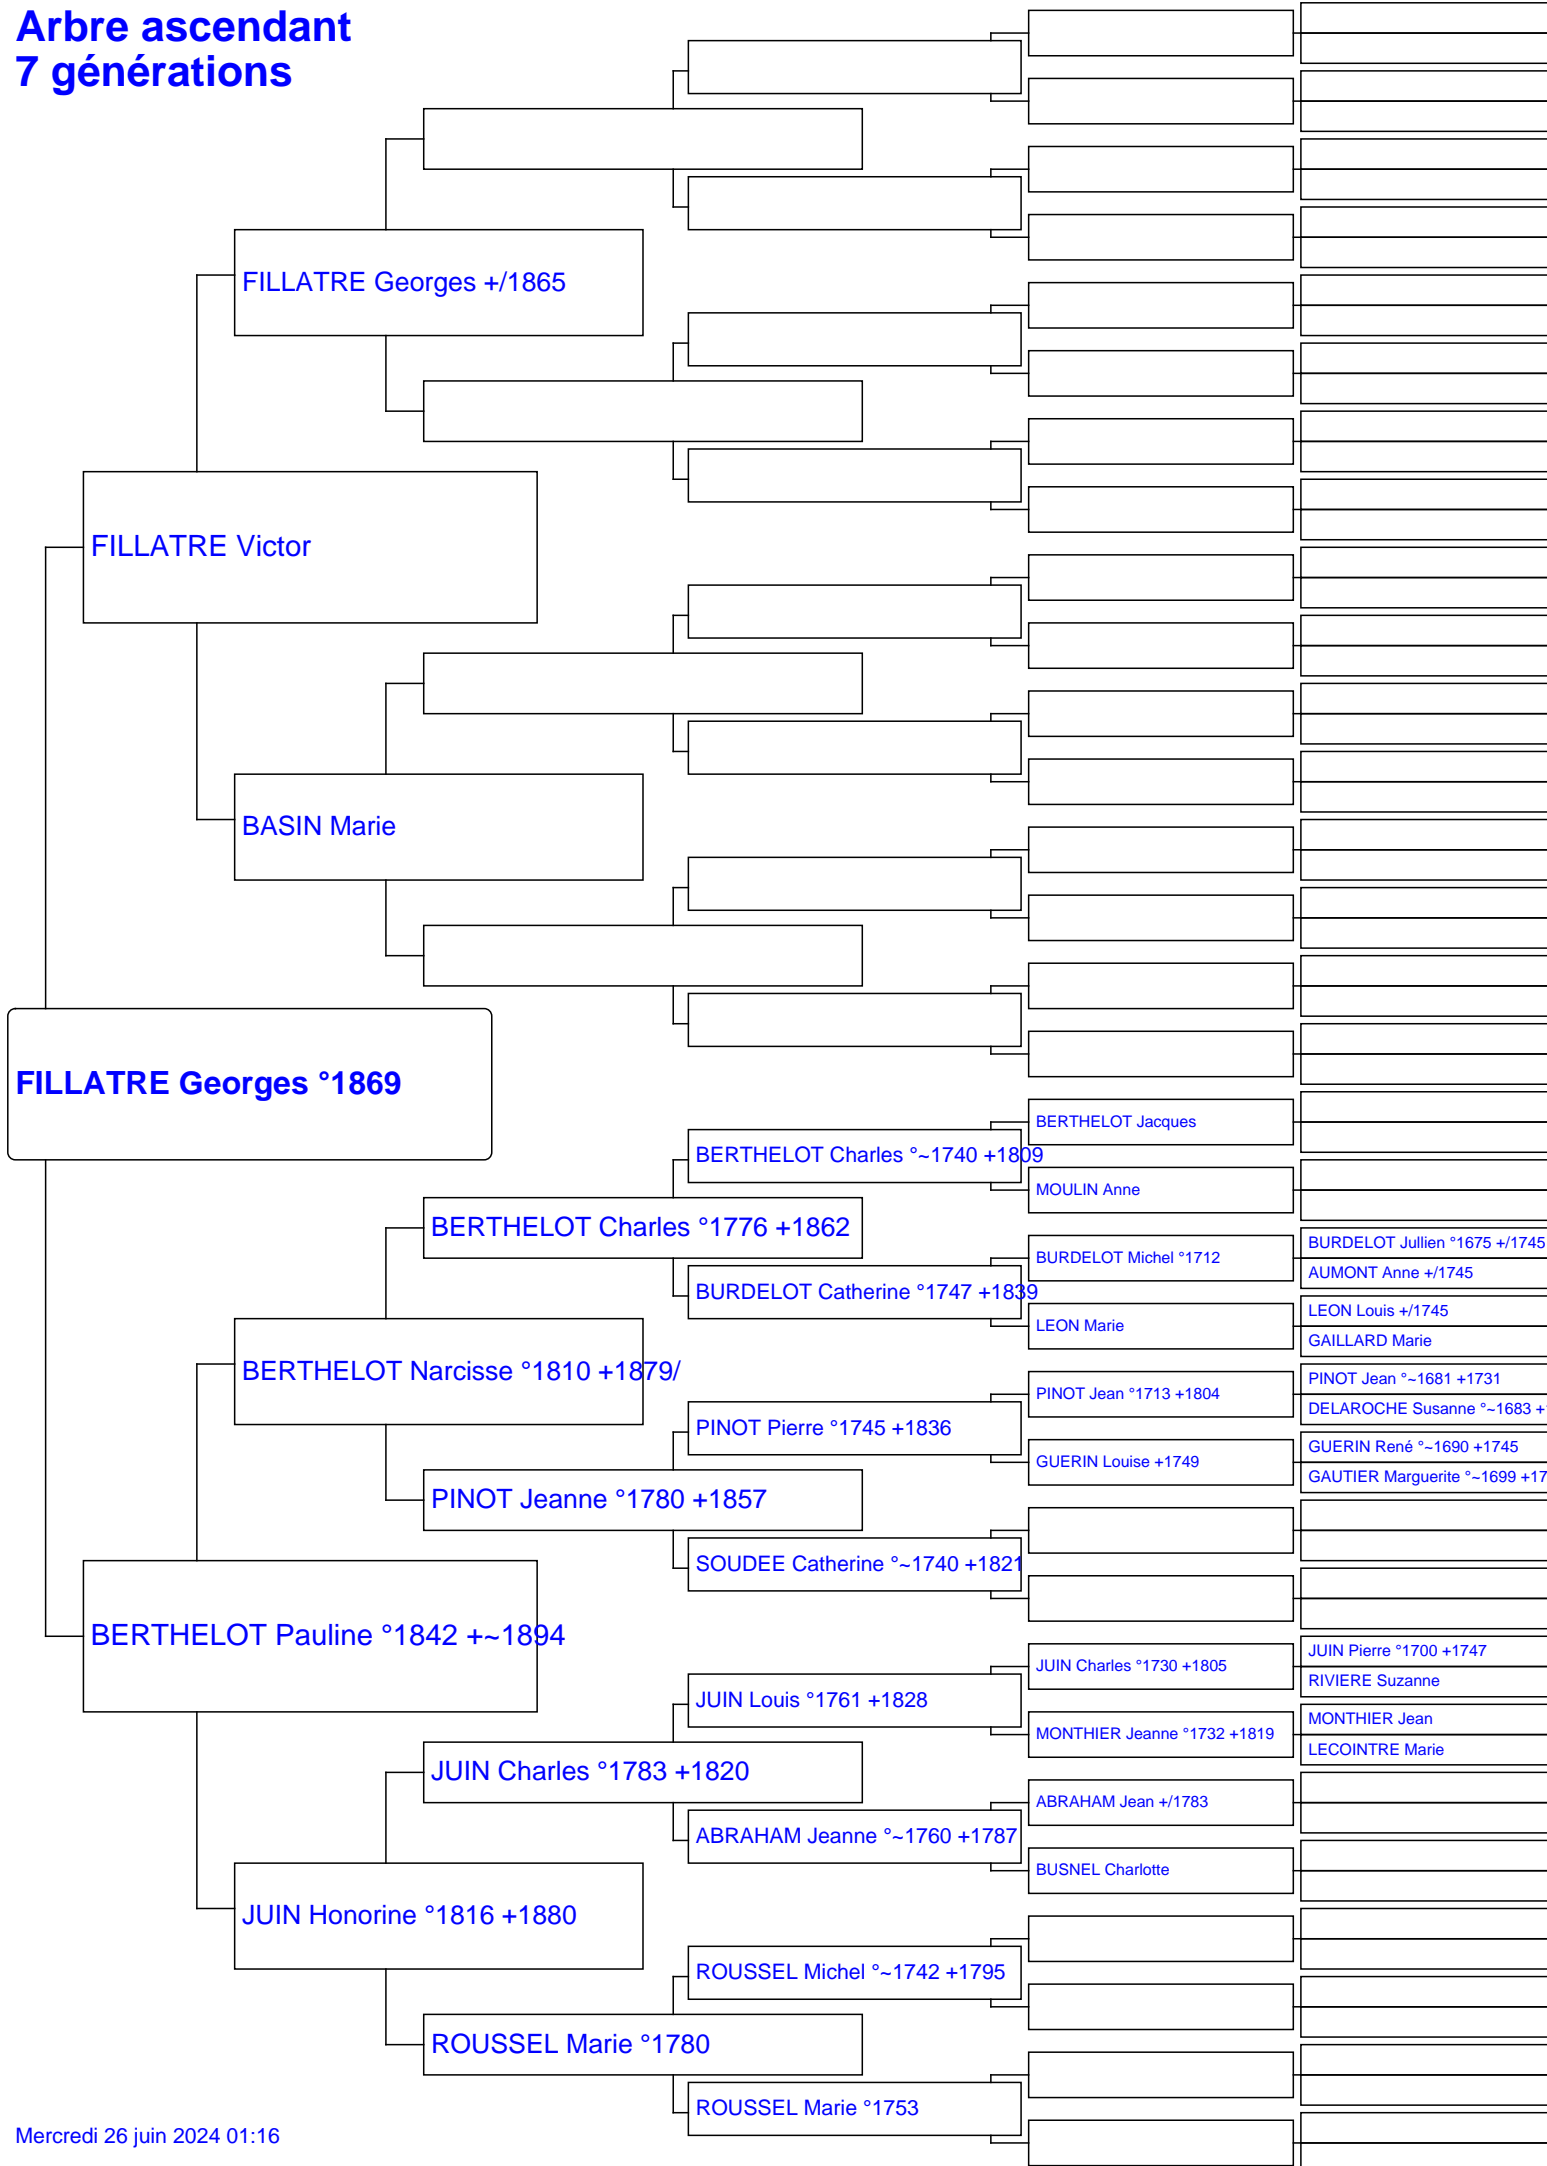 Arbre ascendant
7 générations
FILLATRE Georges +/1865
FILLATRE Victor
BASIN Marie
FILLATRE Georges °1869
BERTHELOT Jacques
BERTHELOT Charles °~1740 +1809
MOULIN Anne
BERTHELOT Charles °1776 +1862
BURDELOT Jullien °1675 +/1745
BURDELOT Michel °1712
AUMONT Anne +/1745
BURDELOT Catherine °1747 +1839
LEON Louis +/1745
LEON Marie
GAILLARD Marie
BERTHELOT Narcisse °1810 +1879/
PINOT Jean °~1681 +1731
PINOT Jean °1713 +1804
DELAROCHE Susanne °~1683 +
PINOT Pierre °1745 +1836
GUERIN René °~1690 +1745
GUERIN Louise +1749
GAUTIER Marguerite °~1699 +17
PINOT Jeanne °1780 +1857
SOUDEE Catherine °~1740 +1821
BERTHELOT Pauline °1842 +~1894
JUIN Pierre °1700 +1747
JUIN Charles °1730 +1805
RIVIERE Suzanne
JUIN Louis °1761 +1828
MONTHIER Jean
MONTHIER Jeanne °1732 +1819
LECOINTRE Marie
JUIN Charles °1783 +1820
ABRAHAM Jean +/1783
ABRAHAM Jeanne °~1760 +1787
BUSNEL Charlotte
JUIN Honorine °1816 +1880
ROUSSEL Michel °~1742 +1795
ROUSSEL Marie °1780
ROUSSEL Marie °1753
Mercredi 26 juin 2024 01:16